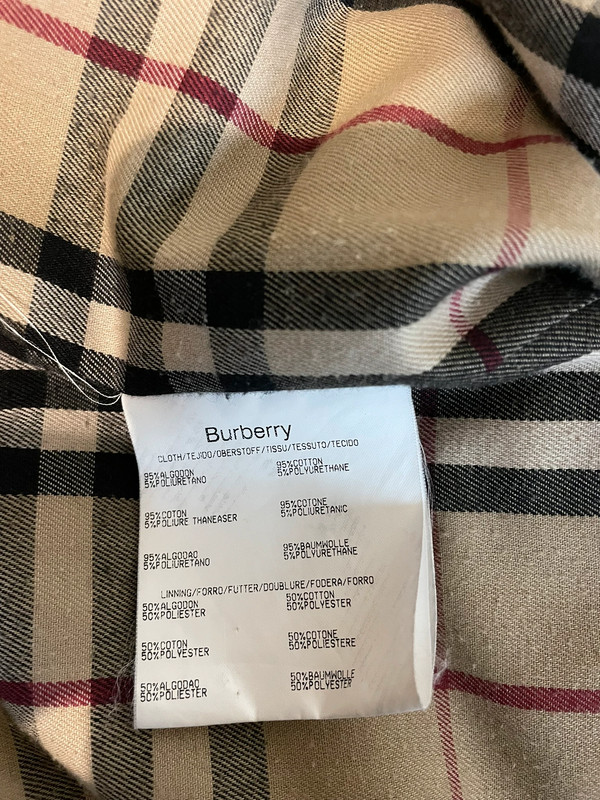 Burberry
CLOTH/TEJIDO/OBERSTOFF/TISSU/TESSUTO/TECIDO
95%ALGODON 95%COTTON
5%POLIURETANO 5%POLYURETHANE
95%COTON 95%COTONE
5%POLIURE THANEASER 5%POLIURETANIC
95%ALGODAO 95%BAUMWOLLE
5%POLIURETANO 5%POLYURETHANE
LINNING/FORRO/FUTTER/DOUBLURE/FODERA/FORRO
50%ALGODON 50%COTTON
50%POLIESTER 50%POLYESTER
50%COTON 50%COTONE
50%POLYESTER 50%POLIESTERE
50%ALGODAO 50%BAUMWOLLE
50%POLIESTER 50%POLYESTER